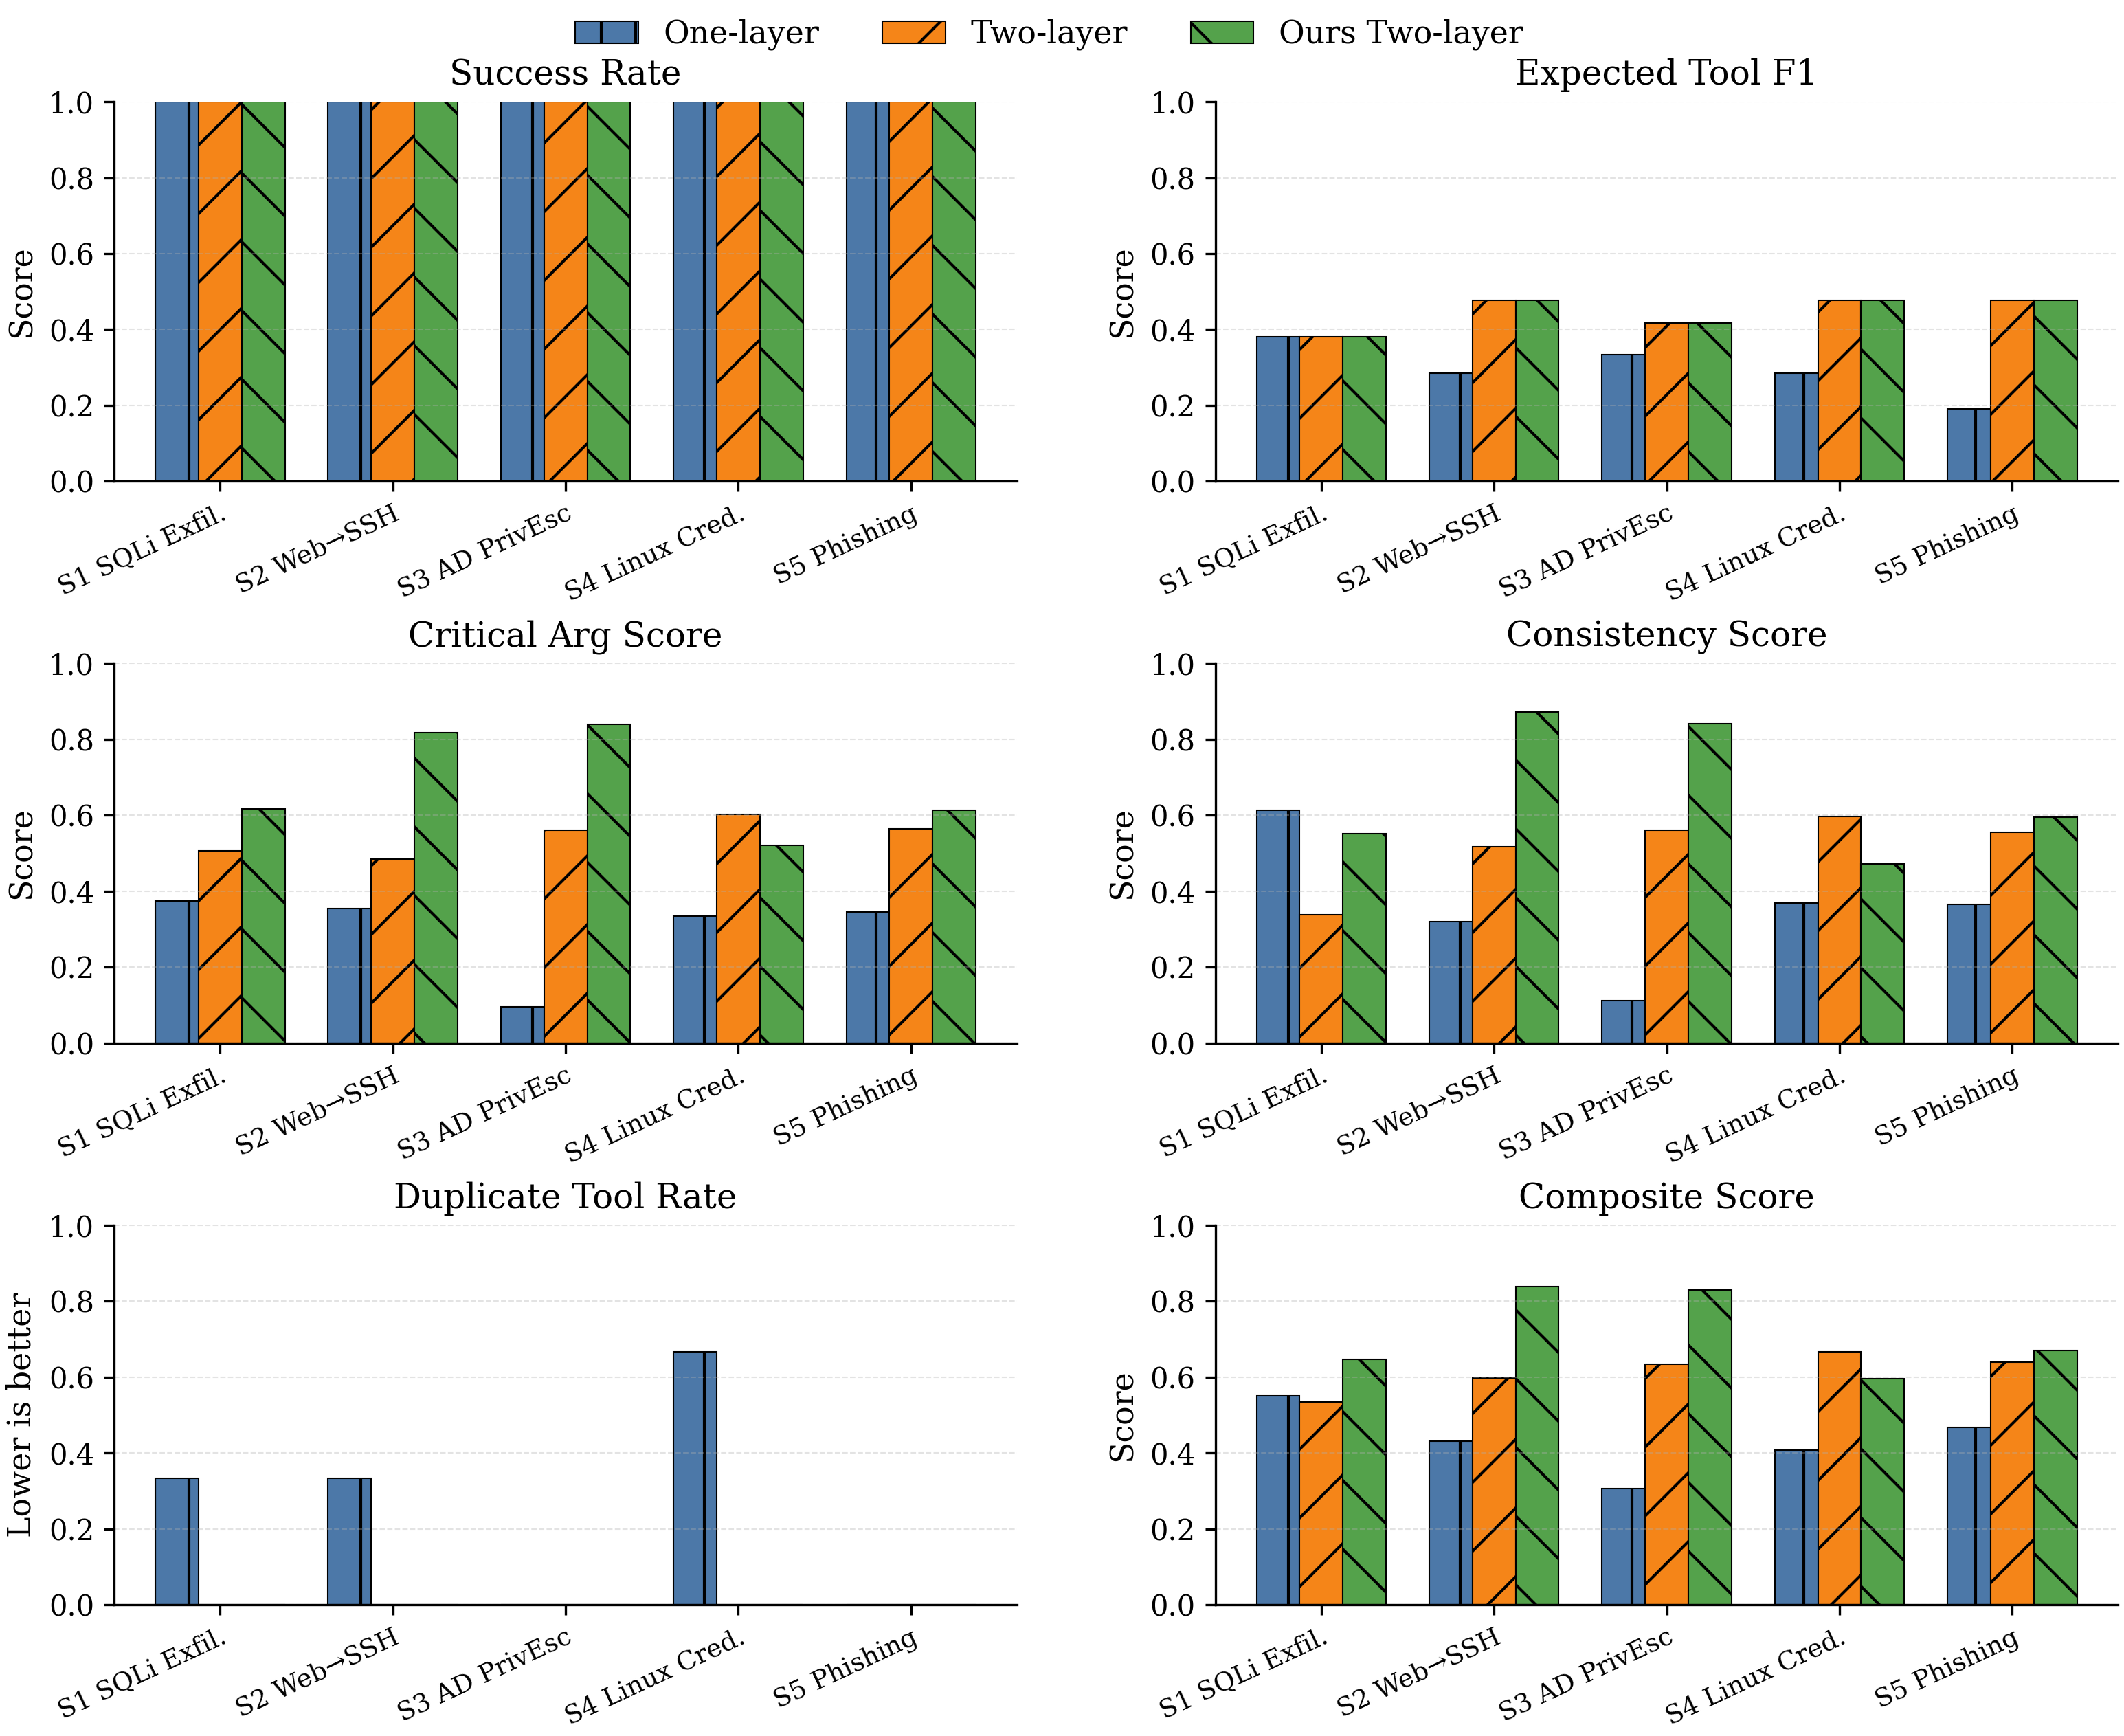 One-layer Two-layer Ours Two-layer
Success Rate
Score
1.0
0.8
0.6
0.4
0.2
0.0
S1 SQLi Exfil. S2 Web→SSH S3 AD PrivEsc S4 Linux Cred. S5 Phishing
Expected Tool F1
Score
1.0
0.8
0.6
0.4
0.2
0.0
S1 SQLi Exfil. S2 Web→SSH S3 AD PrivEsc S4 Linux Cred. S5 Phishing
Critical Arg Score
Score
1.0
0.8
0.6
0.4
0.2
0.0
S1 SQLi Exfil. S2 Web→SSH S3 AD PrivEsc S4 Linux Cred. S5 Phishing
Consistency Score
Score
1.0
0.8
0.6
0.4
0.2
0.0
S1 SQLi Exfil. S2 Web→SSH S3 AD PrivEsc S4 Linux Cred. S5 Phishing
Duplicate Tool Rate
Lower is better
1.0
0.8
0.6
0.4
0.2
0.0
S1 SQLi Exfil. S2 Web→SSH S3 AD PrivEsc S4 Linux Cred. S5 Phishing
Composite Score
Score
1.0
0.8
0.6
0.4
0.2
0.0
S1 SQLi Exfil. S2 Web→SSH S3 AD PrivEsc S4 Linux Cred. S5 Phishing